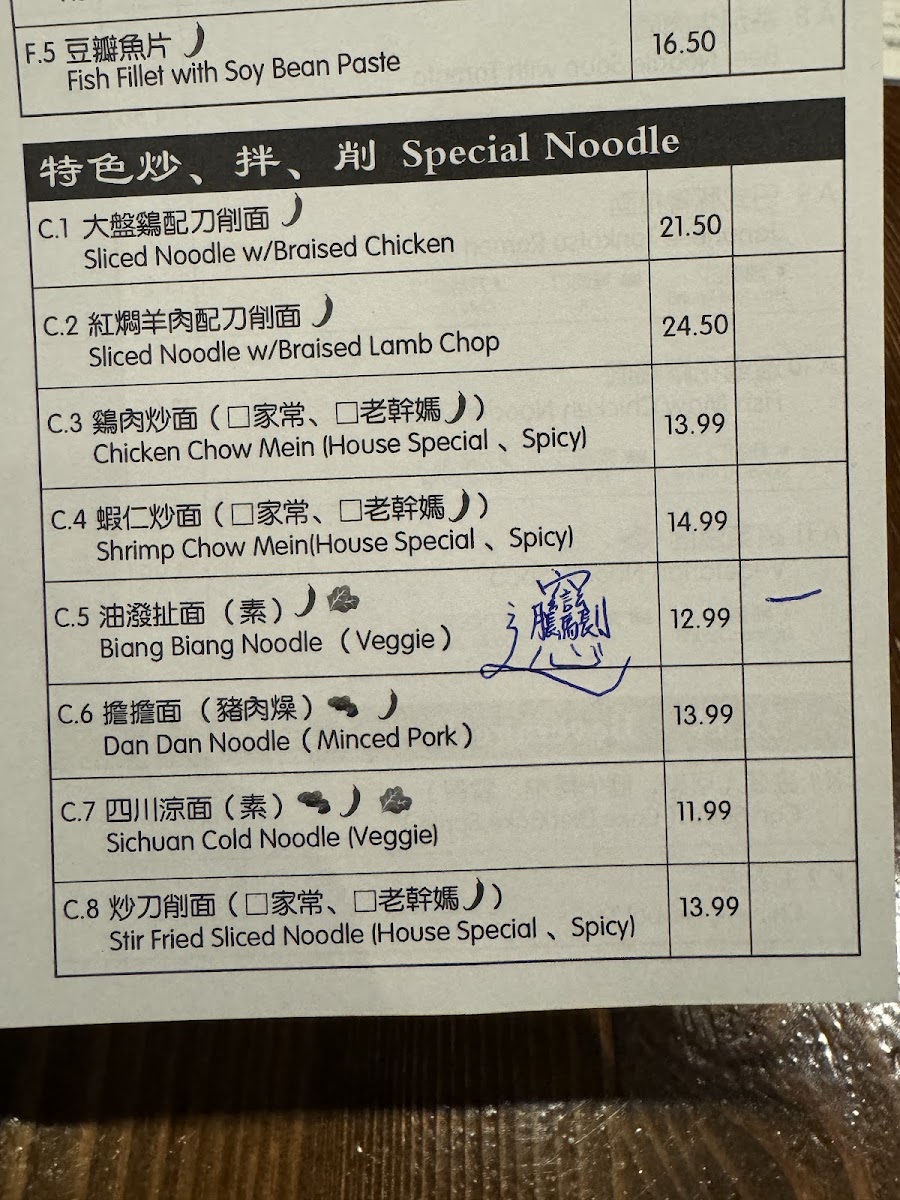 F.5 豆瓣魚片
Fish Fillet with Soy Bean Paste 16.50
特色炒、拌、削 Special Noodle
C.1 大盤鷄配刀削面
Sliced Noodle w/Braised Chicken 21.50
C.2 紅燜羊肉配刀削面
Sliced Noodle w/Braised Lamb Chop 24.50
C.3 鷄肉炒面(□家常、□老幹媽)
Chicken Chow Mein (House Special 、Spicy) 13.99
C.4 蝦仁炒面(□家常、□老幹媽)
Shrimp Chow Mein(House Special 、Spicy) 14.99
C.5 油潑扯面(素) 𰻞 一
Biang Biang Noodle(Veggie) 12.99
C.6 擔擔面(豬肉燥)
Dan Dan Noodle(Minced Pork) 13.99
C.7 四川涼面(素)
Sichuan Cold Noodle (Veggie) 11.99
C.8 炒刀削面(□家常、□老幹媽)
Stir Fried Sliced Noodle (House Special 、Spicy) 13.99